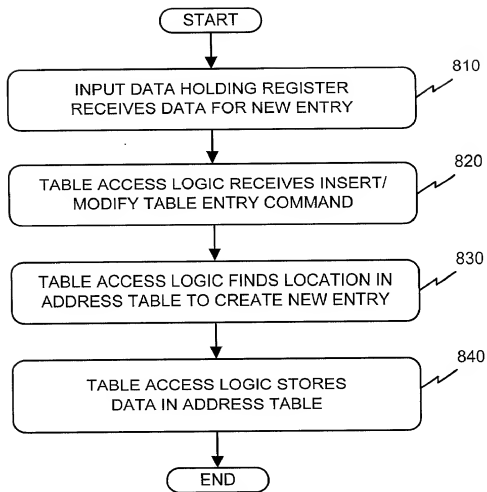 START
810
INPUT DATA HOLDING REGISTER
RECEIVES DATA FOR NEW ENTRY
820
TABLE ACCESS LOGIC RECEIVES INSERT/
MODIFY TABLE ENTRY COMMAND
830
TABLE ACCESS LOGIC FINDS LOCATION IN
ADDRESS TABLE TO CREATE NEW ENTRY
840
TABLE ACCESS LOGIC STORES
DATA IN ADDRESS TABLE
END